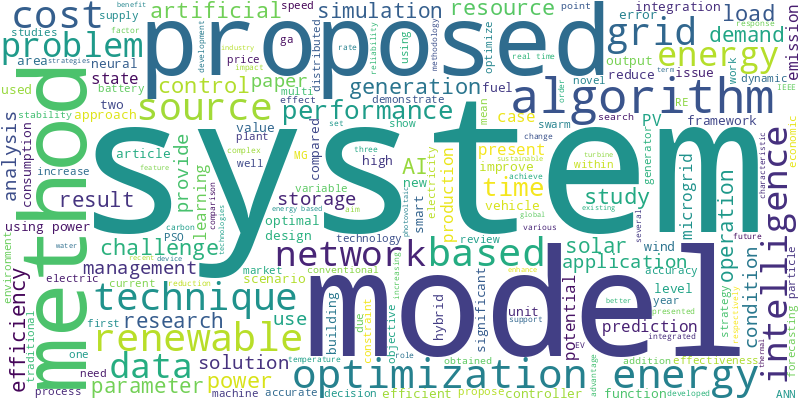 system
proposed
model
method
algorithm
cost
problem
artificial
simulation
resource
grid
load
demand
energy
emission
integration
speed
benefit
supply
factor
studies
area
neural
ga
price
development
industry
impact
distributed
reliability
using
rate
methodology
optimize
point
error
output
response
real time
strategies
term
reduce
issue
novel
order
dynamic
work
IEEE
used
state
battery
control
paper
source
generation
performance
demonstrate
fuel
multi
effect
mean
two
approach
stability
analysis
consumption
value
plant
set
show
compared
case
swarm
search
PV
RE
framework
economic
within
generator
characteristic
intelligence
complex
well
MG
three
high
AI
present
improve
change
sustainable
turbine
article
provide
learning
feature
increase
result
using power
variable
storage
new
smart
electricity
production
time
vehicle
achieve
global
existing
study
microgrid
several
operation
condition
challenge
PSO
carbon
comparison
technologies
energy based
aim
optimal
design
photovoltaic
technology
review
various
network
based
solar
wind
application
future
particle
forecasting
environment
water
recent
device
reduction
management
electric
current
market
scenario
conventional
increasing
technique
building
due
constraint
objective
hybrid
significant
enhance
unit
support
potential
level
year
accuracy
better
presented
prediction
integrated
strategy
respectively
efficiency
traditional
first
renewable
research
use
data
solution
temperature
role
obtained
optimization
energy
EV
addition
effectiveness
thermal
one
need
process
parameter
power
machine
accurate
decision
efficient
propose
controller
advantage
function
developed
ANN